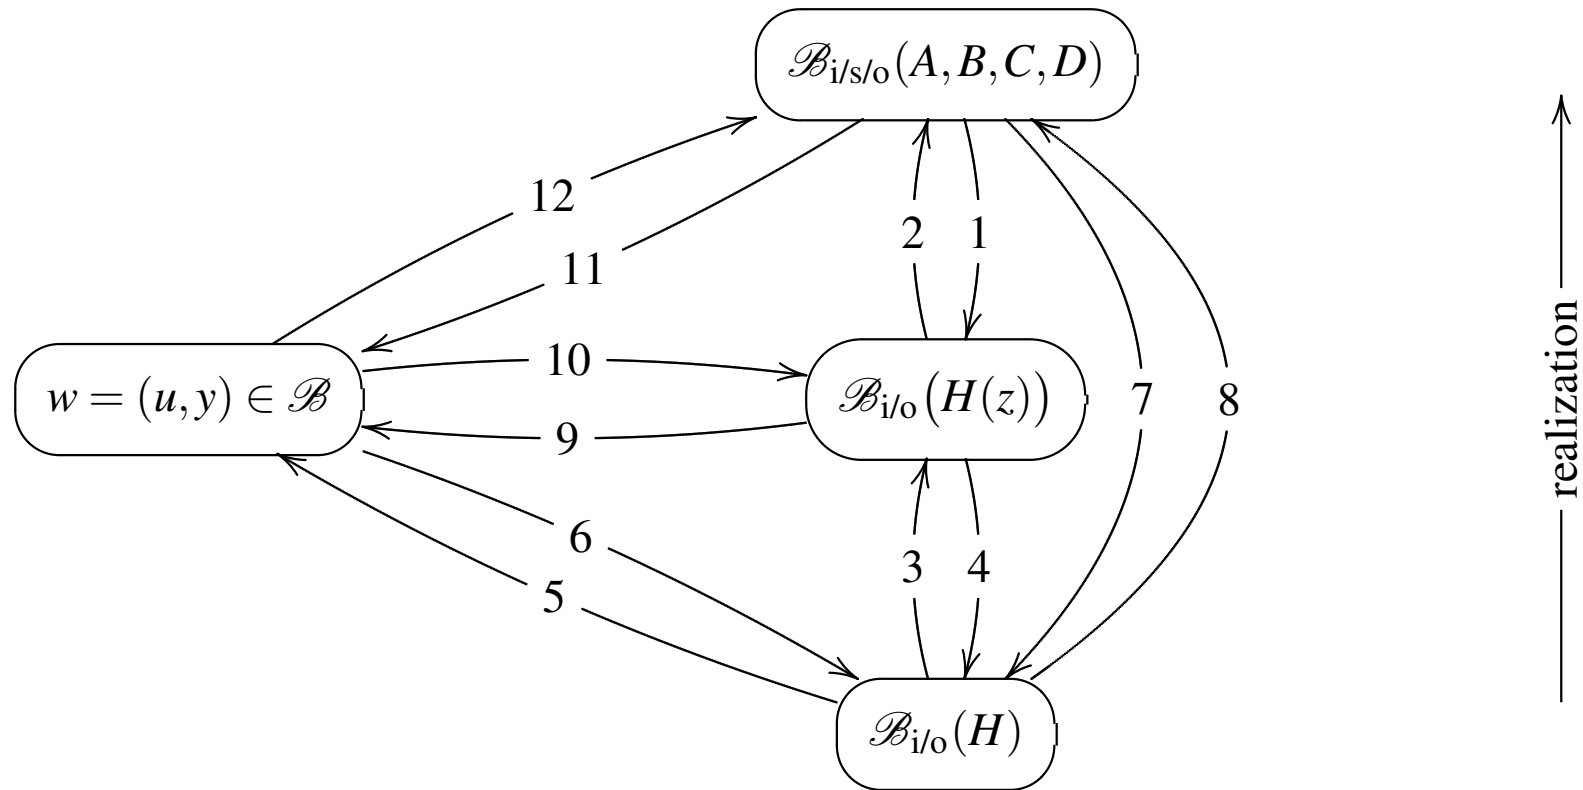 ℬi/s/o(A, B, C, D)
12
11
2
1
w = (u, y) ∈ ℬ
10
9
ℬi/o(H(z))
7
8
realization
6
5
3
4
ℬi/o(H)